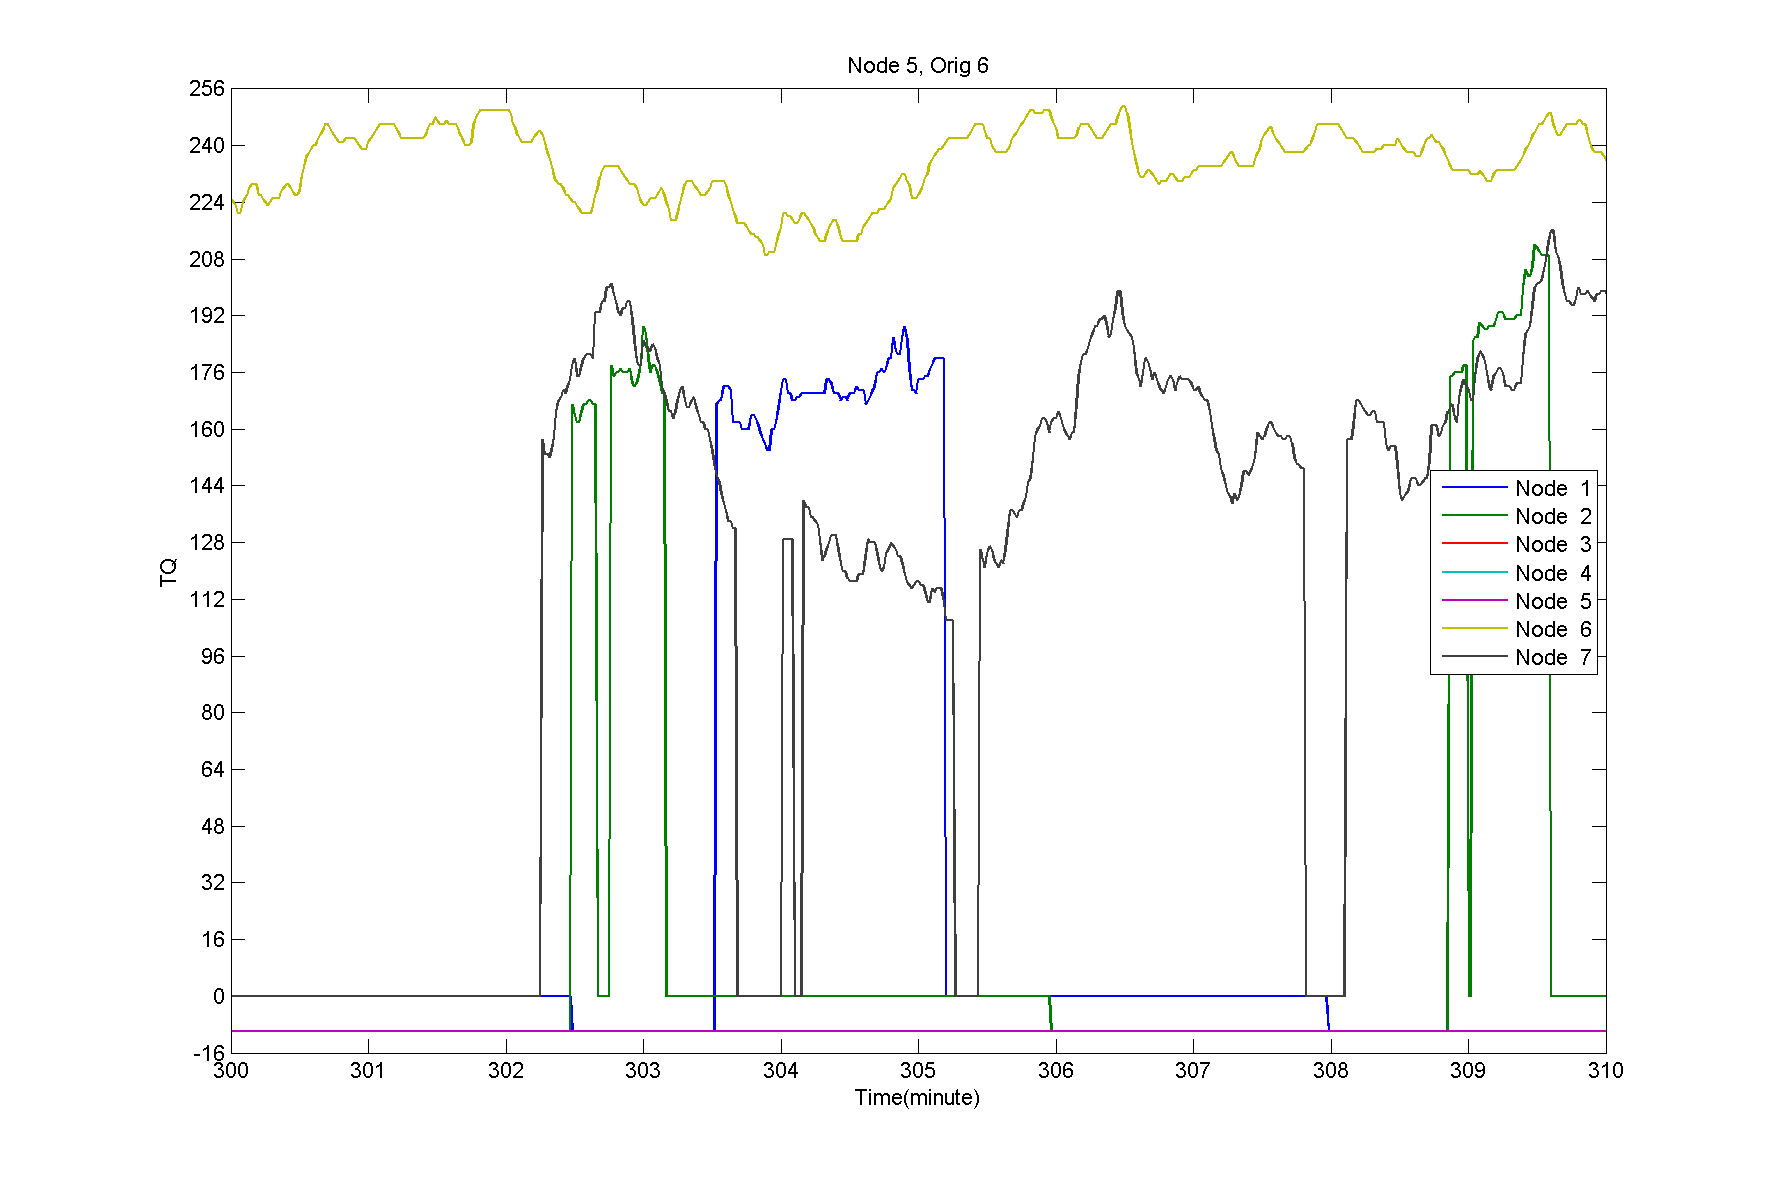 Node 5, Orig 6
256
240
224
208
192
176
160
144
128
112
96
80
64
48
32
16
0
-16
TQ
Node 1
Node 2
Node 3
Node 4
Node 5
Node 6
Node 7
300 301 302 303 304 305 306 307 308 309 310
Time(minute)